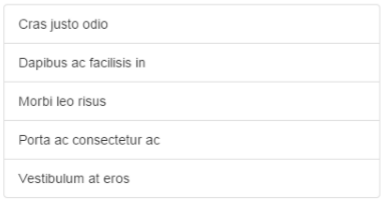 Cras justo odio
Dapibus ac facilisis in
Morbi leo risus
Porta ac consectetur ac
Vestibulum at eros